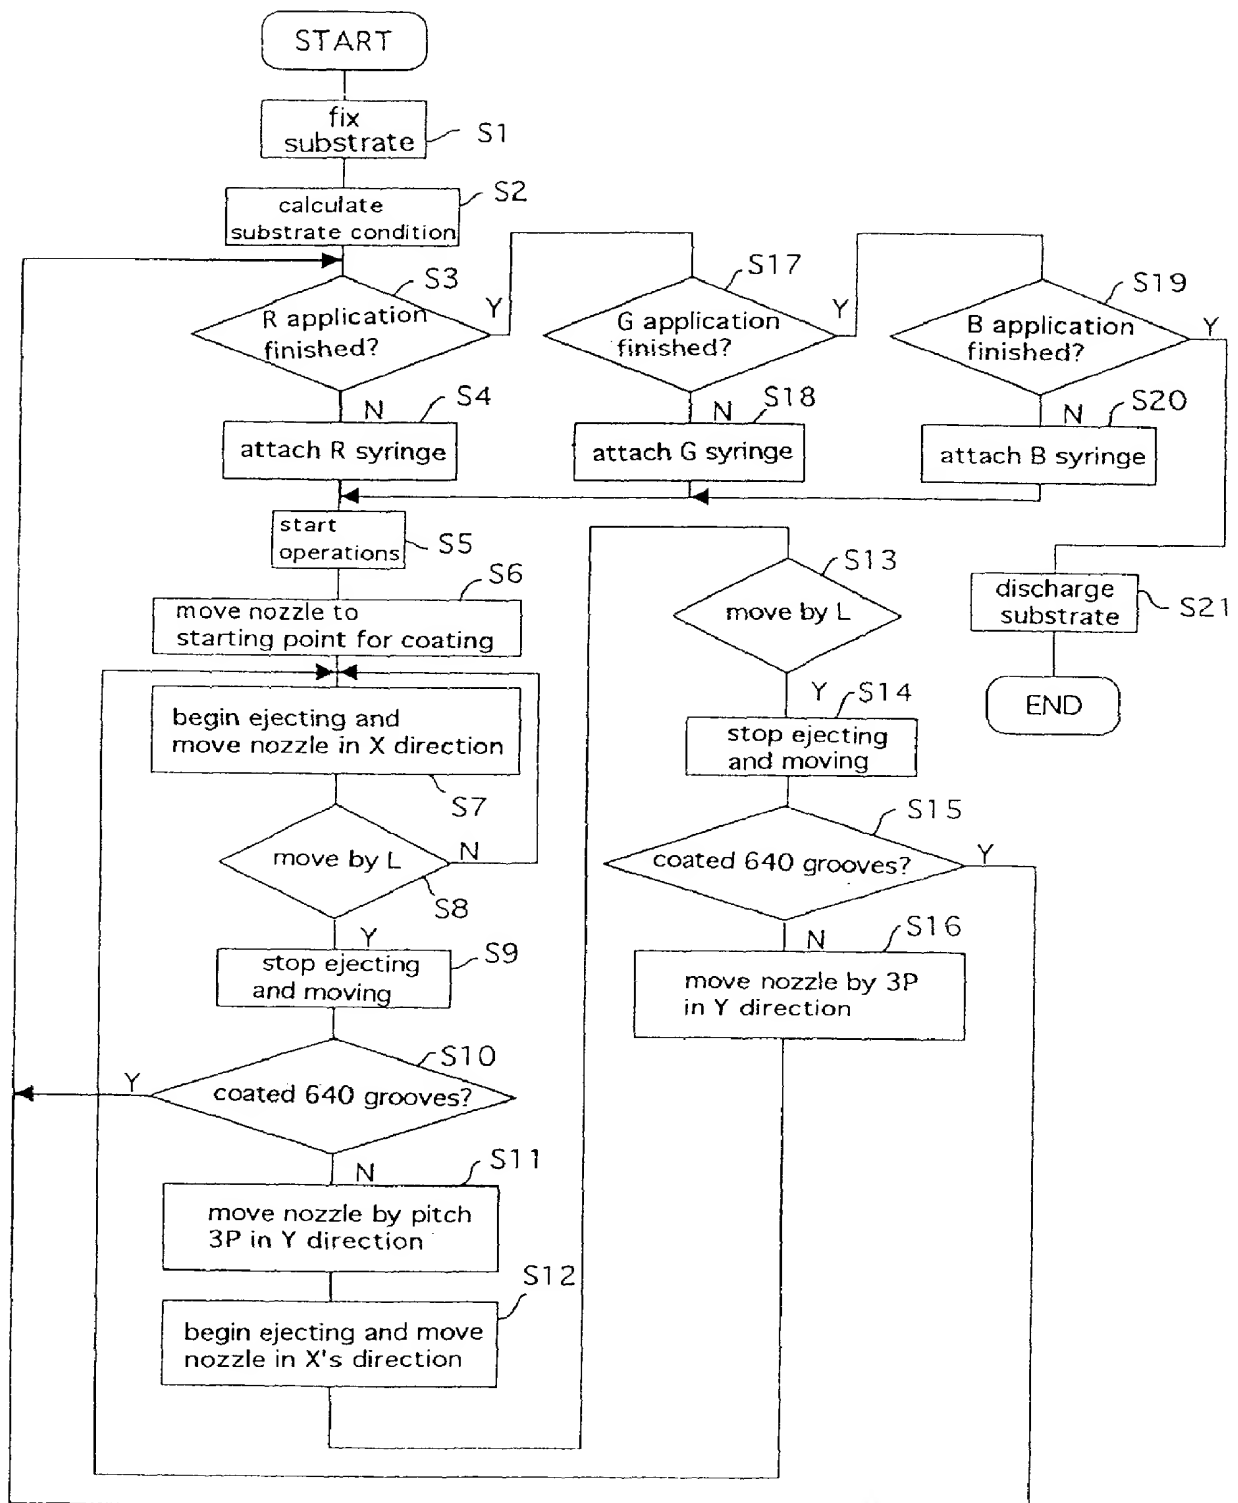 START
fix
substrate
S1
calculate
substrate condition
S2
R application
finished?
S3
Y
N
G application
finished?
S17
Y
N
B application
finished?
S19
Y
N
attach R syringe
S4
attach G syringe
S18
attach B syringe
S20
start
operations
S5
move nozzle to
starting point for coating
S6
begin ejecting and
move nozzle in X direction
S7
move by L
S8
N
Y
stop ejecting
and moving
S9
coated 640 grooves?
S10
Y
N
move nozzle by pitch
3P in Y direction
S11
begin ejecting and move
nozzle in X's direction
S12
move by L
S13
Y
stop ejecting
and moving
S14
coated 640 grooves?
S15
Y
N
move nozzle by 3P
in Y direction
S16
discharge
substrate
S21
END